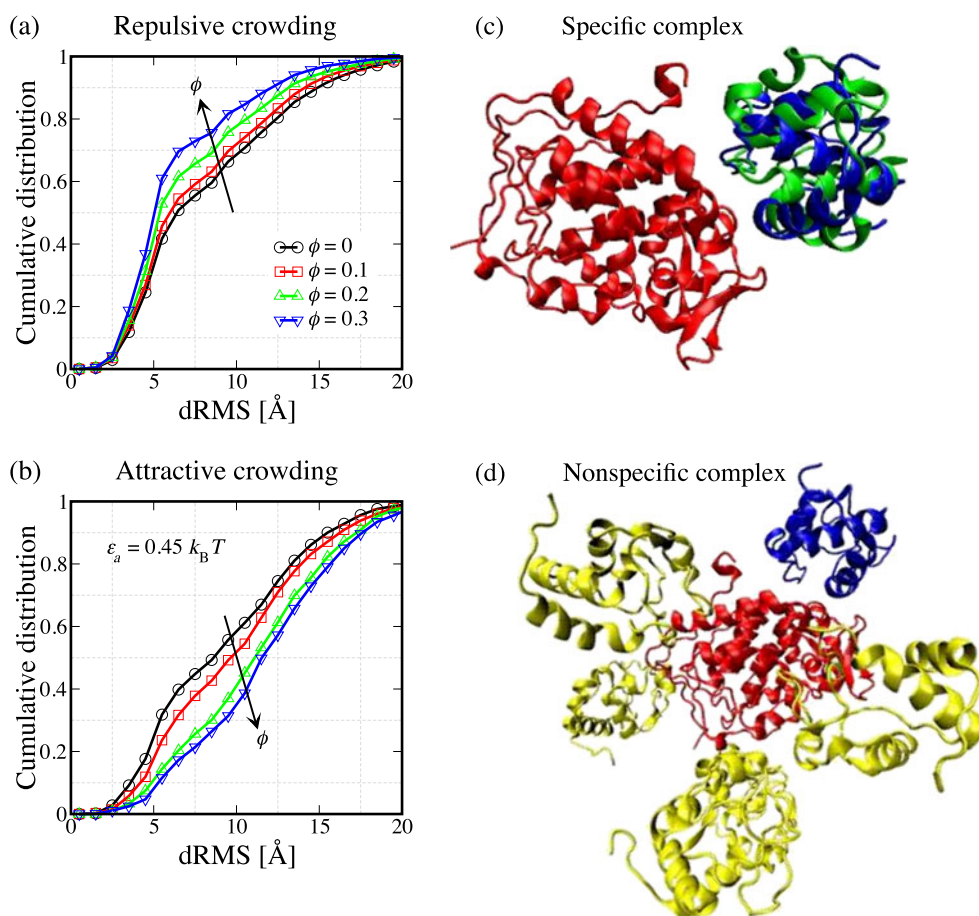 (a) Repulsive crowding
1
0.8
0.6
0.4
0.2
0
Cumulative distribution
ϕ
ϕ = 0
ϕ = 0.1
ϕ = 0.2
ϕ = 0.3
0 5 10 15 20
dRMS [Å]
(b) Attractive crowding
1
0.8
0.6
0.4
0.2
0
Cumulative distribution
εₐ = 0.45 k_BT
ϕ
0 5 10 15 20
dRMS [Å]
(c) Specific complex
(d) Nonspecific complex